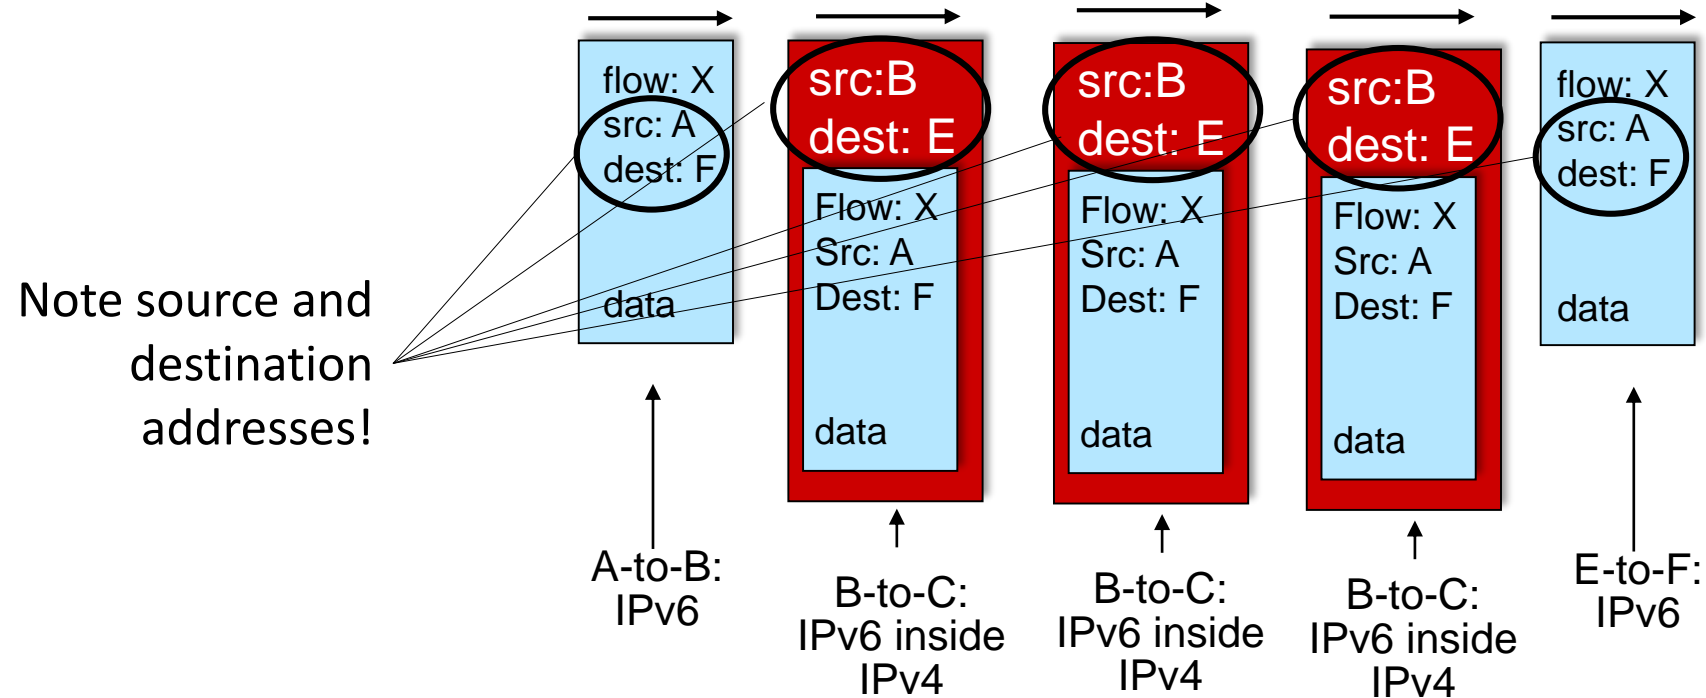 flow: X
src: A
dest: F
data
src:B
dest: E
Flow: X
Src: A
Dest: F
data
src:B
dest: E
Flow: X
Src: A
Dest: F
data
src:B
dest: E
Flow: X
Src: A
Dest: F
data
flow: X
src: A
dest: F
data
Note source and
destination
addresses!
A-to-B:
IPv6
B-to-C:
IPv6 inside
IPv4
B-to-C:
IPv6 inside
IPv4
B-to-C:
IPv6 inside
IPv4
E-to-F:
IPv6